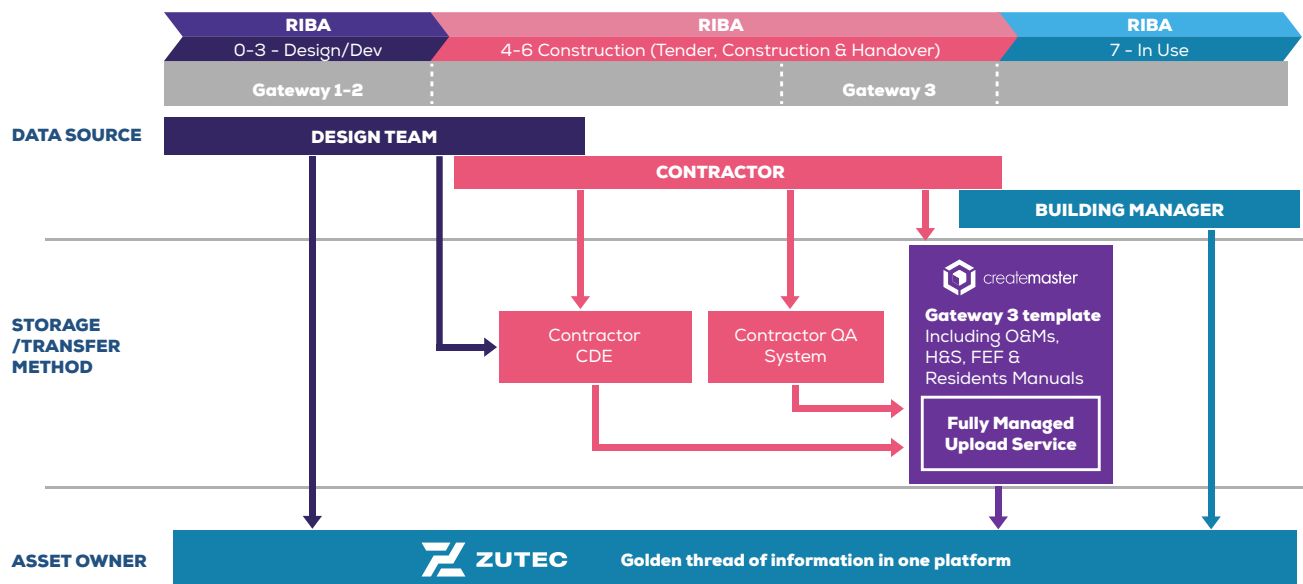 RIBA
0-3 - Design/Dev
RIBA
4-6 Construction (Tender, Construction & Handover)
RIBA
7 - In Use
Gateway 1-2
Gateway 3
DATA SOURCE
DESIGN TEAM
CONTRACTOR
BUILDING MANAGER
STORAGE
/TRANSFER
METHOD
Contractor
CDE
Contractor QA
System
createmaster
Gateway 3 template
Including O&Ms,
H&S, FEF &
Residents Manuals
Fully Managed
Upload Service
ASSET OWNER
ZUTEC
Golden thread of information in one platform